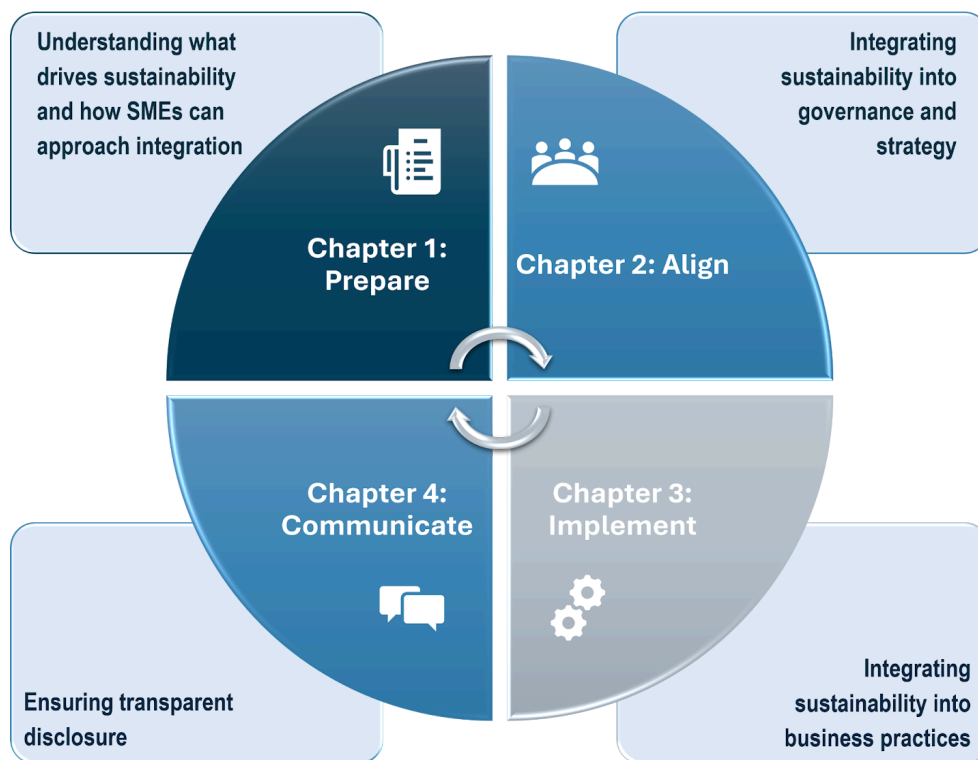 Understanding what
drives sustainability
and how SMEs can
approach integration
Integrating
sustainability into
governance and
strategy
Chapter 1:
Prepare
Chapter 2: Align
Chapter 4:
Communicate
Chapter 3:
Implement
Ensuring transparent
disclosure
Integrating
sustainability into
business practices